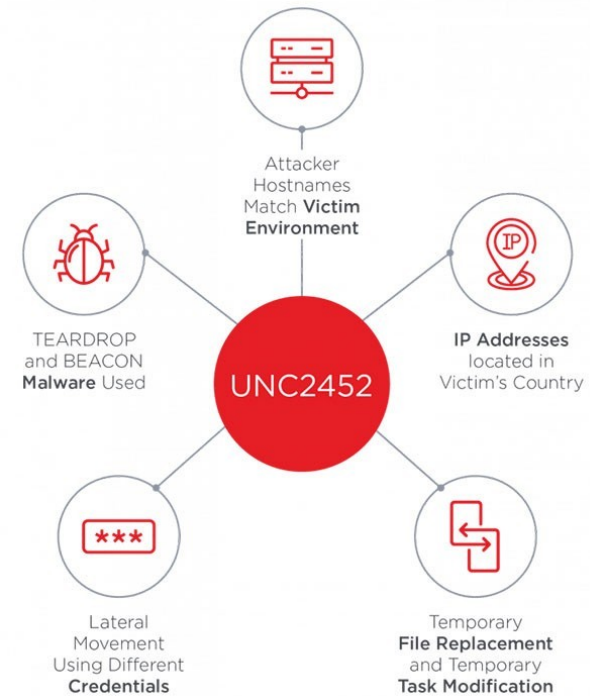 Attacker
Hostnames
Match Victim
Environment
TEARDROP
and BEACON
Malware Used
IP
IP Addresses
located in
Victim's Country
UNC2452
***
Lateral
Movement
Using Different
Credentials
Temporary
File Replacement
and Temporary
Task Modification